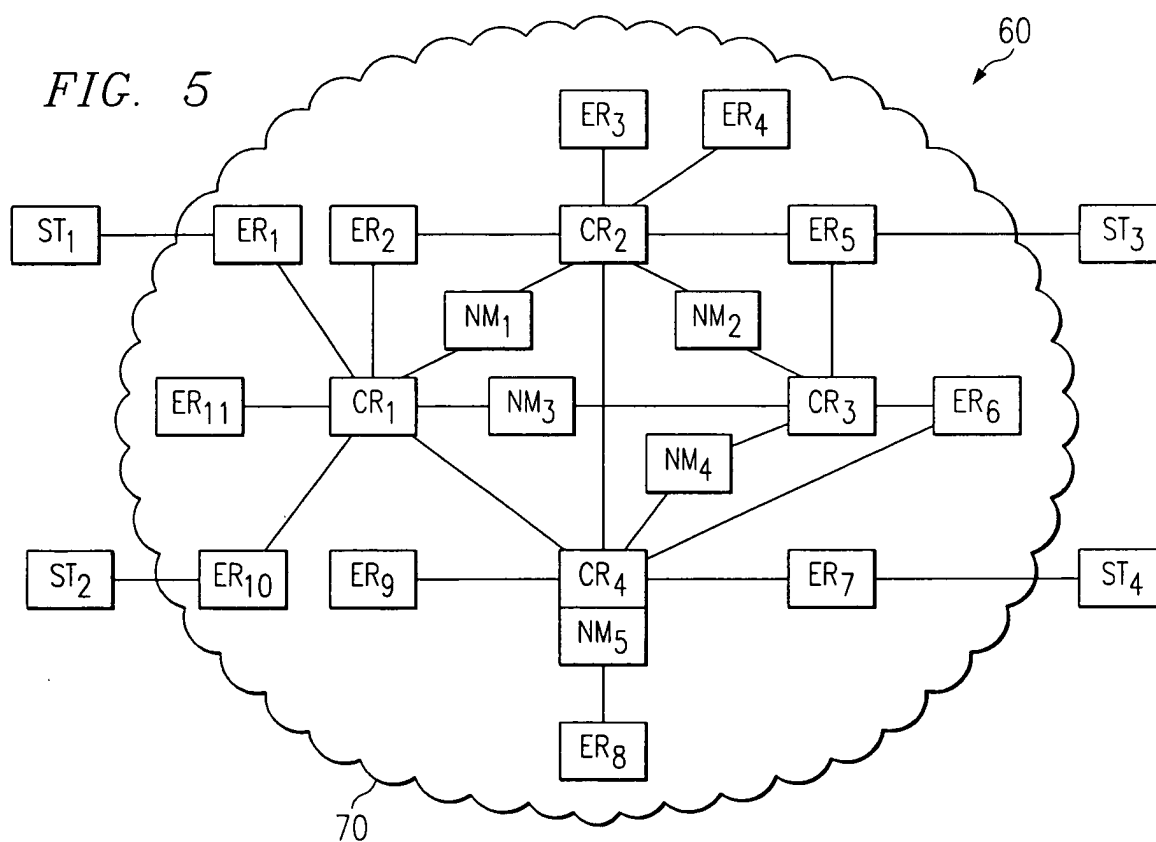 60
FIG. 5
ER3 ER4
ST1 ER1 ER2 CR2 ER5 ST3
NM1 NM2
ER11 CR1 NM3 CR3 ER6
NM4
ST2 ER10 ER9 CR4 ER7 ST4
NM5
ER8
70